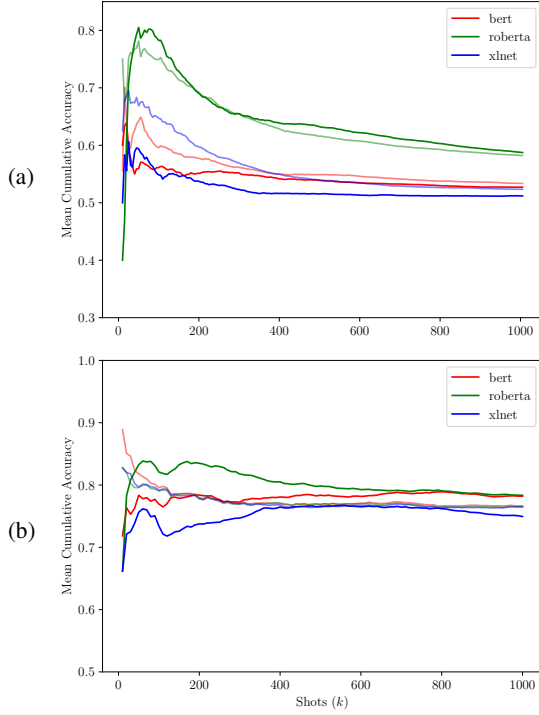 (a)
Mean Cumulative Accuracy
0.8
0.7
0.6
0.5
0.4
0.3
0
200
400
600
800
1000
bert
roberta
xlnet
(b)
Mean Cumulative Accuracy
1.0
0.9
0.8
0.7
0.6
0.5
0
200
400
600
800
1000
Shots (k)
bert
roberta
xlnet